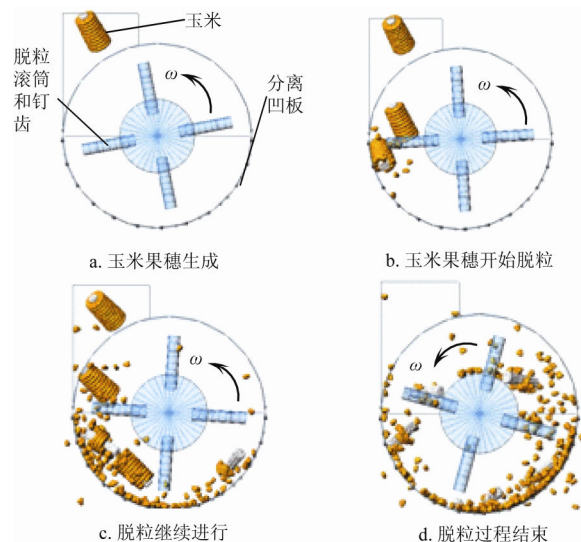 玉米
脱粒
滚筒
和钉
齿
ω
分离
凹板
ω
a. 玉米果穗生成
b. 玉米果穗开始脱粒
ω
ω
c. 脱粒继续进行
d. 脱粒过程结束